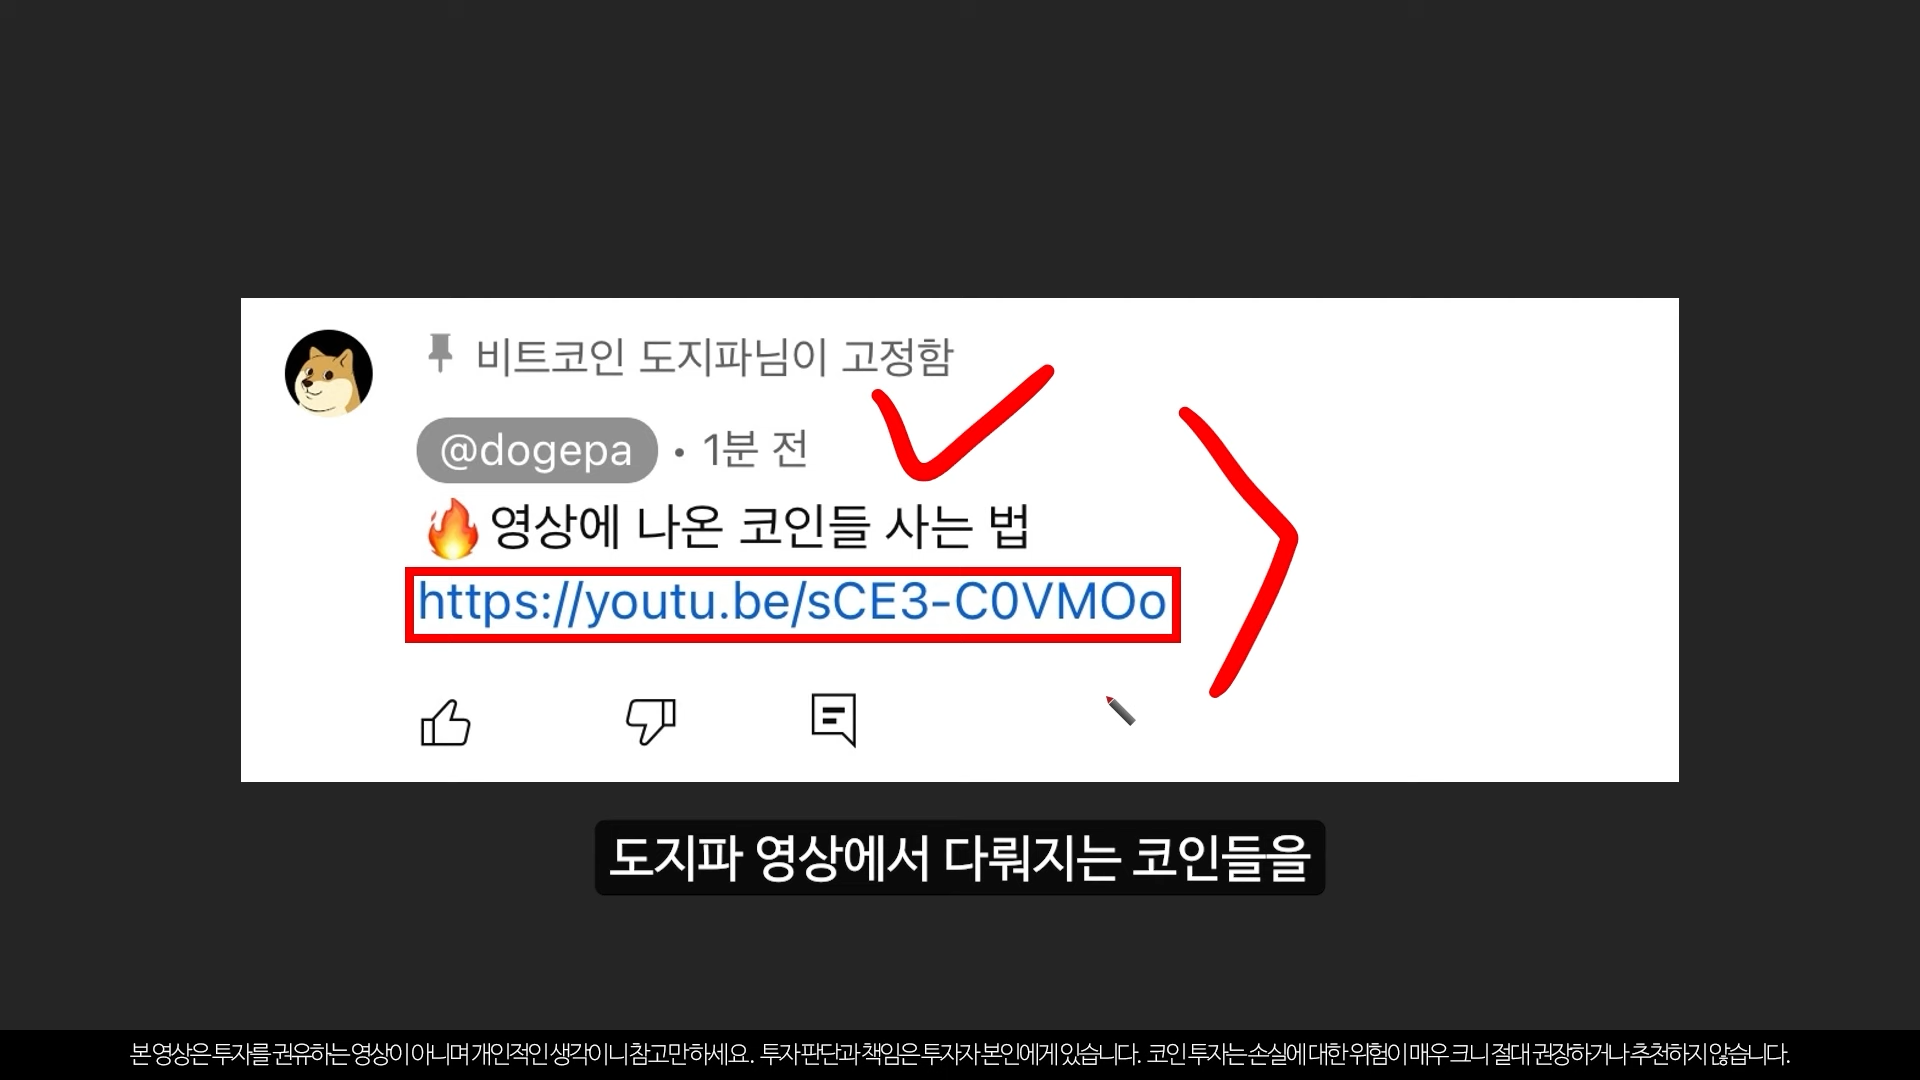 비트코인 도지파님이 고정함
@dogepa • 1분 전
🔥 영상에 나온 코인들 사는 법
https://youtu.be/sCE3-C0VMOo
도지파 영상에서 다뤄지는 코인들을
본 영상은 투자를 권유하는 영상이 아니며 개인적인 생각이니 참고만 하세요. 투자 판단과 책임은 투자자 본인에게 있습니다. 코인 투자는 손실에 대한 위험이 매우 크니 절대 권장하거나 추천하지 않습니다.